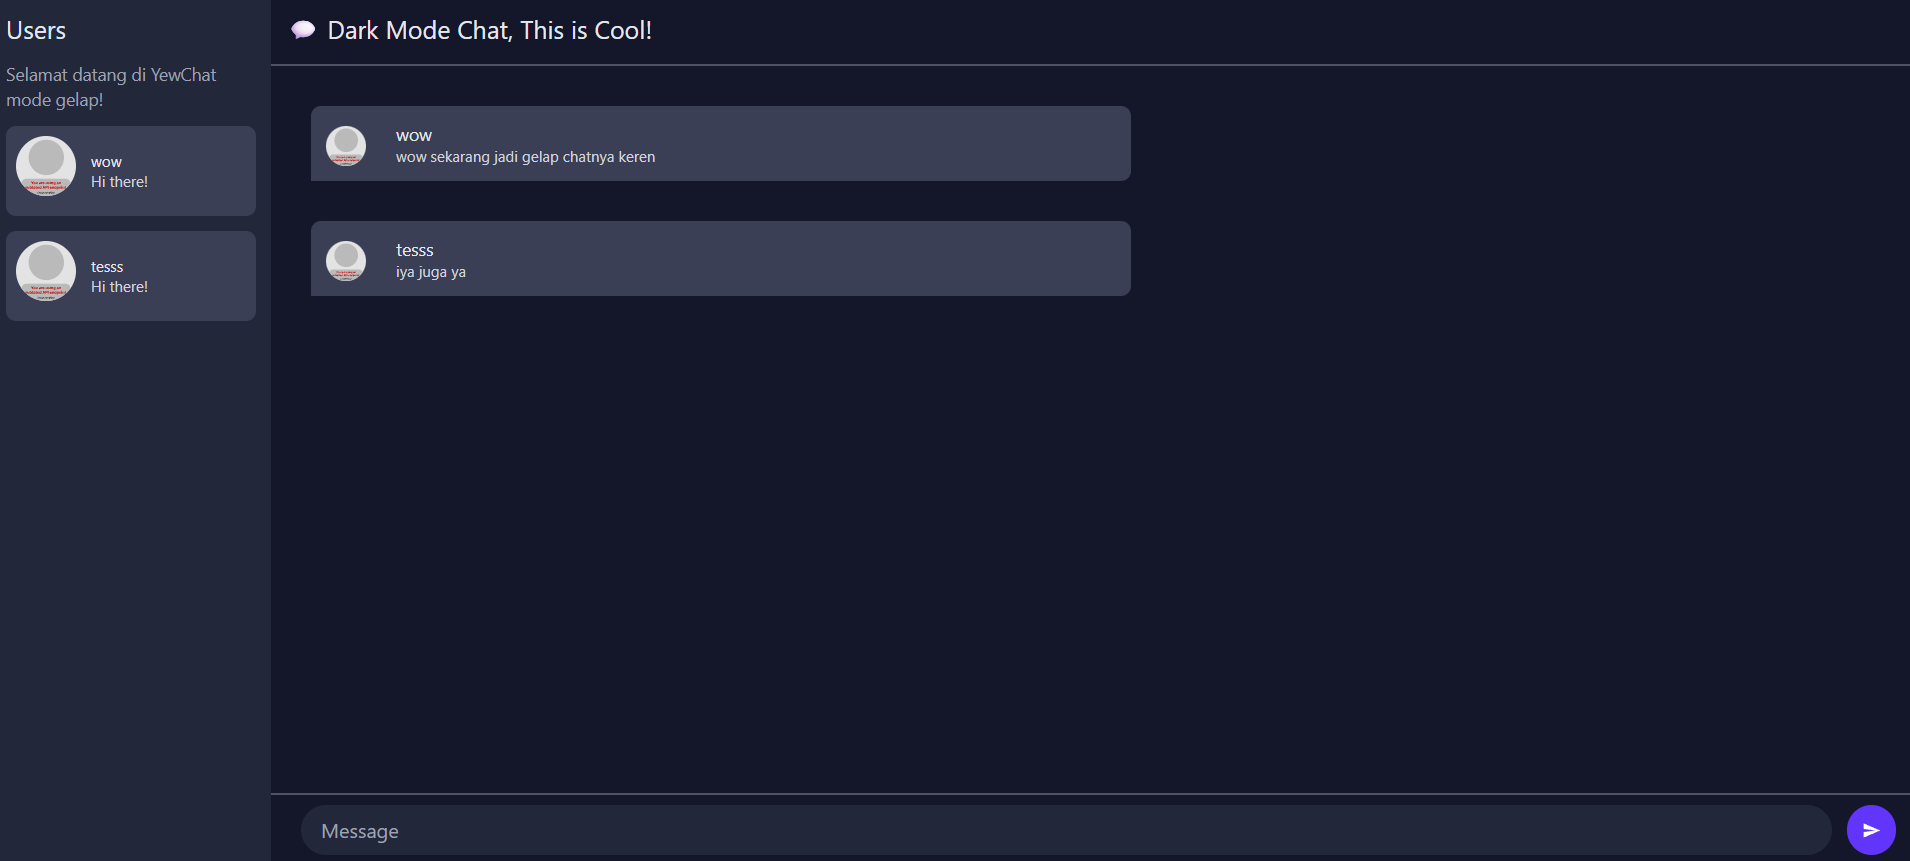 Users
Selamat datang di YewChat
mode gelap!
wow
Hi there!
tesss
Hi there!
Dark Mode Chat, This is Cool!
wow
wow sekarang jadi gelap chatnya keren
tesss
iya juga ya
Message